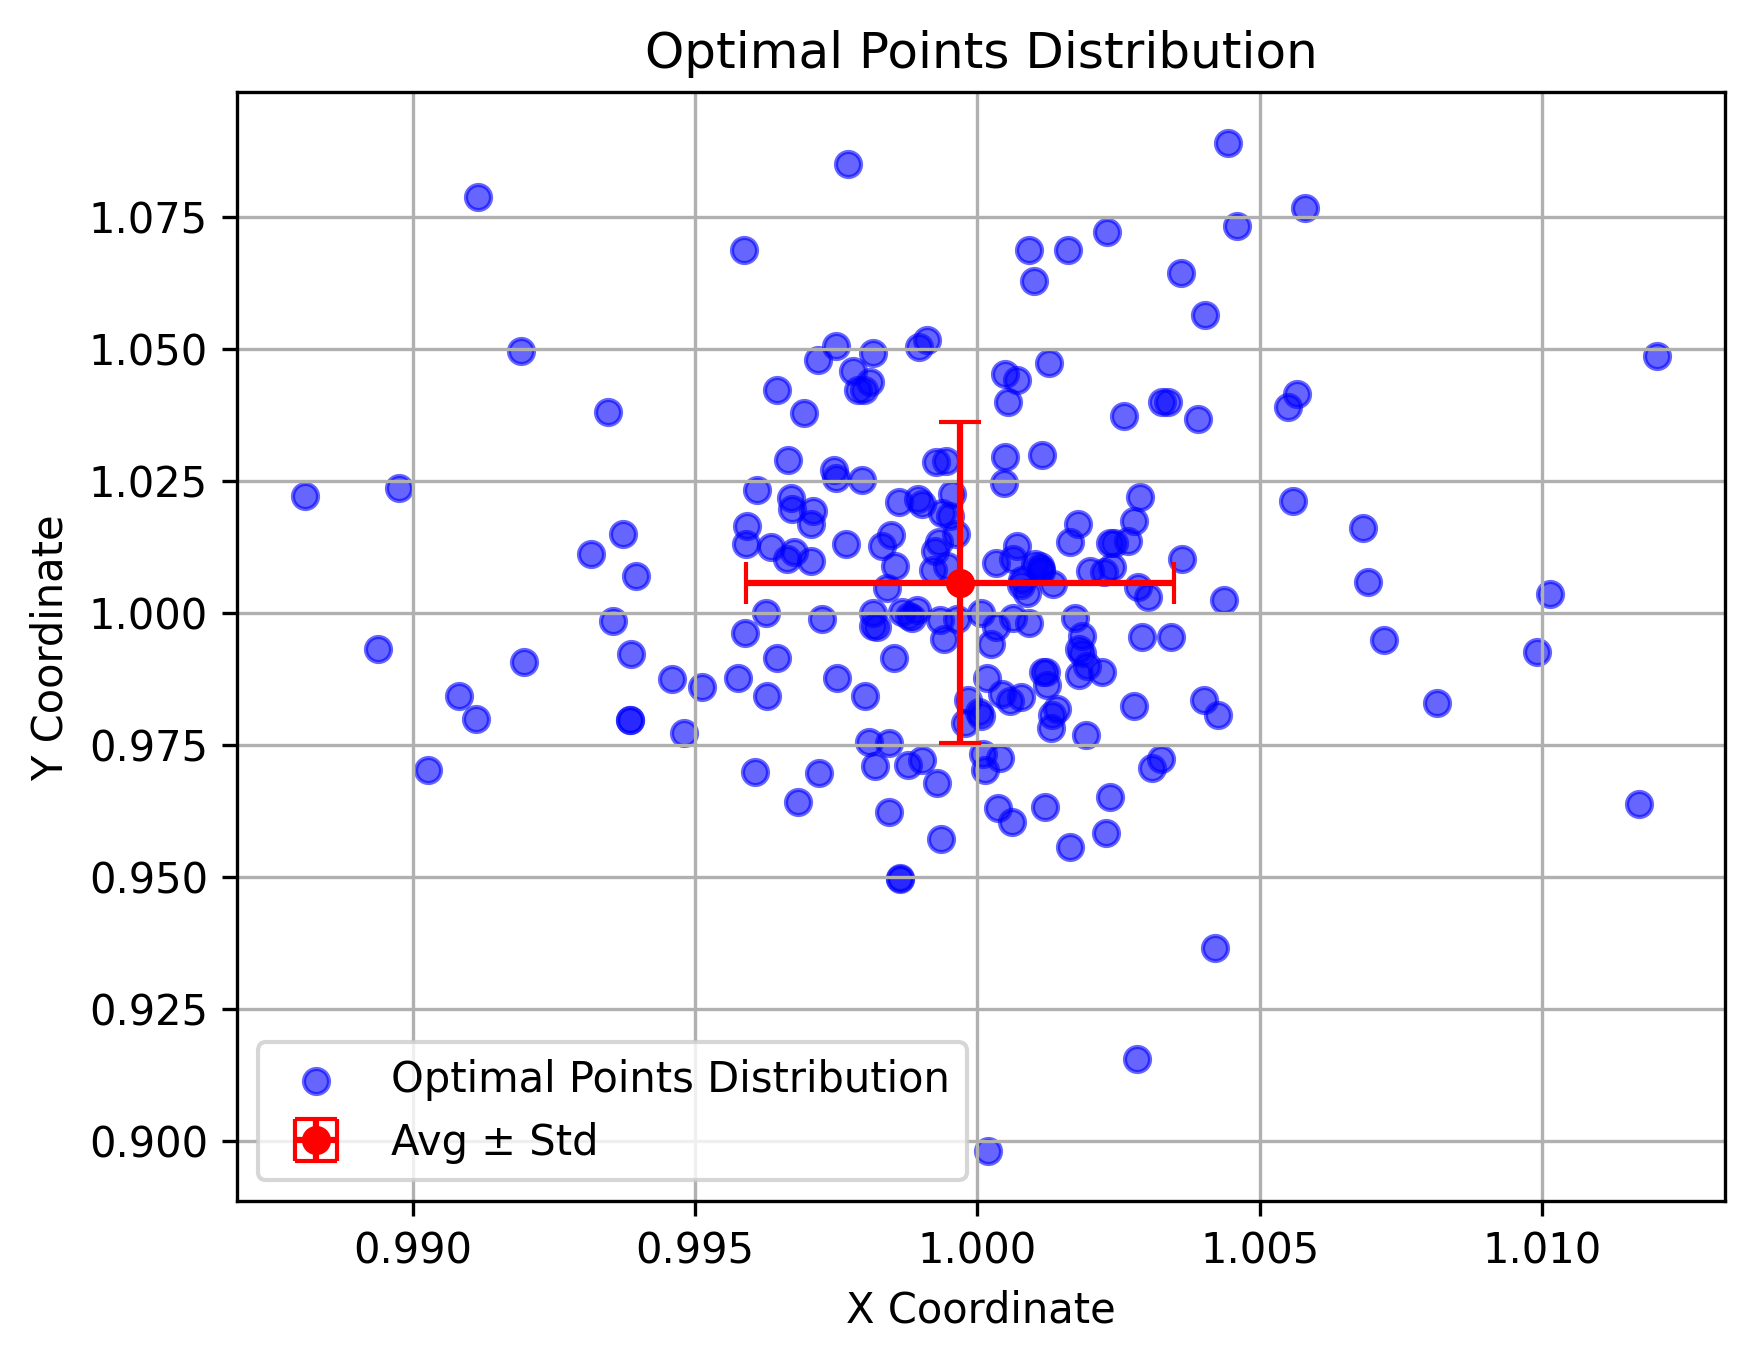 Optimal Points Distribution
1.075
1.050
1.025
1.000
0.975
0.950
0.925
0.900
Y Coordinate
Optimal Points Distribution
Avg ± Std
0.990
0.995
1.000
1.005
1.010
X Coordinate